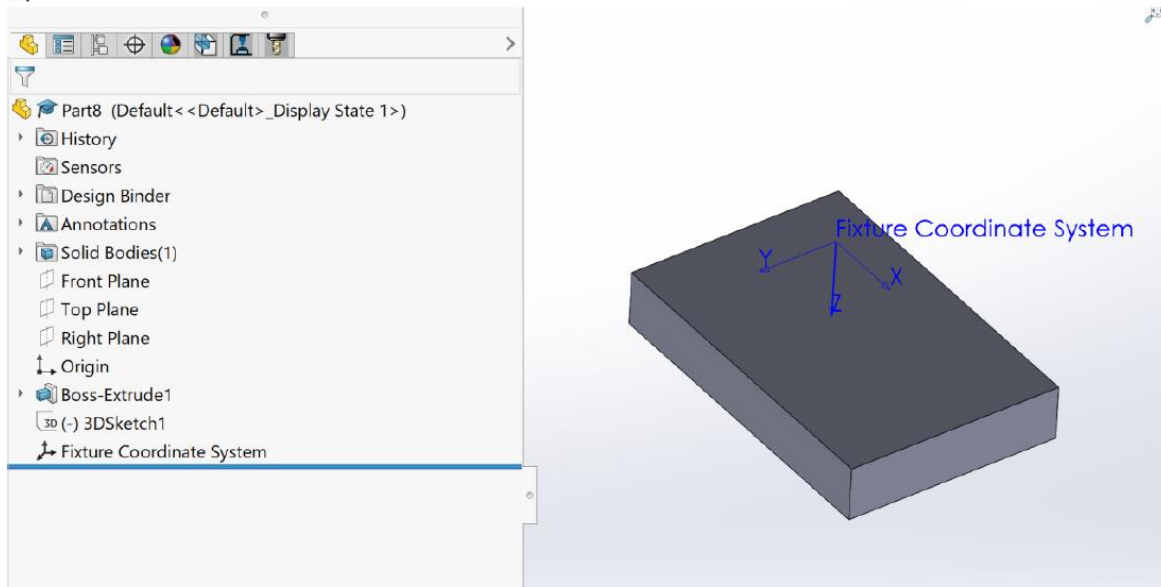 Part8 (Default<<Default>_Display State 1>)
History
Sensors
Design Binder
Annotations
Solid Bodies(1)
Front Plane
Top Plane
Right Plane
Origin
Boss-Extrude1
3D (-) 3DSketch1
Fixture Coordinate System
Fixture Coordinate System
Y
X
Z